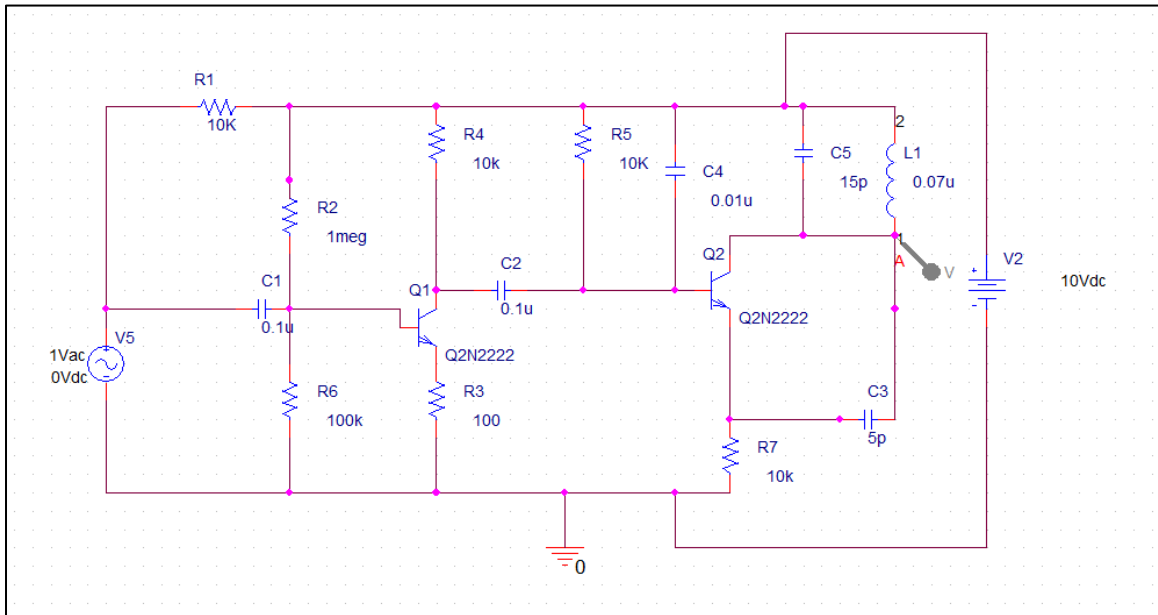 R1
10K
R2
1meg
R4
10k
R5
10K
C4
0.01u
C5
15p
2
L1
0.07u
1
A
V
C1
0.1u
Q1
Q2N2222
C2
0.1u
Q2
Q2N2222
V2
+
-
10Vdc
V5
1Vac
0Vdc
+
-
R6
100k
R3
100
R7
10k
C3
5p
0